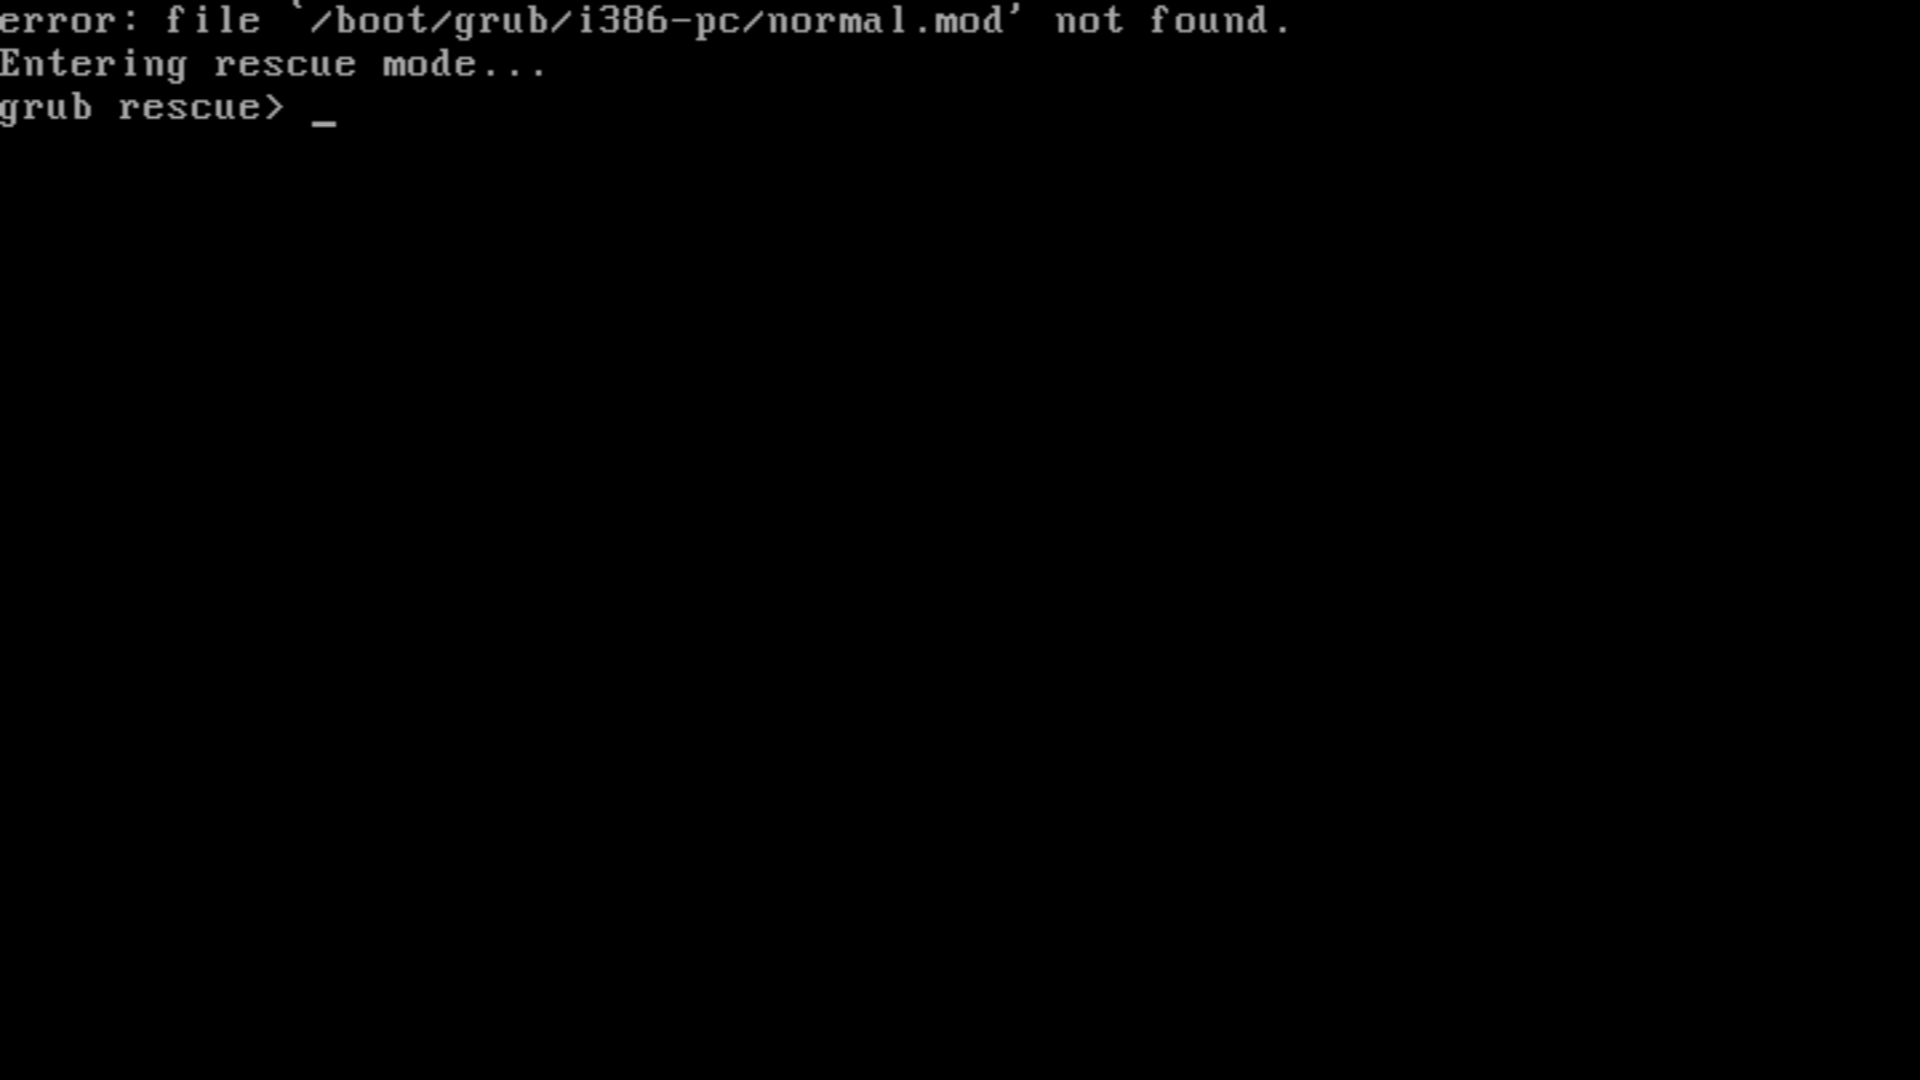 error: file `/boot/grub/i386-pc/normal.mod’ not found.
Entering rescue mode...
grub rescue> _